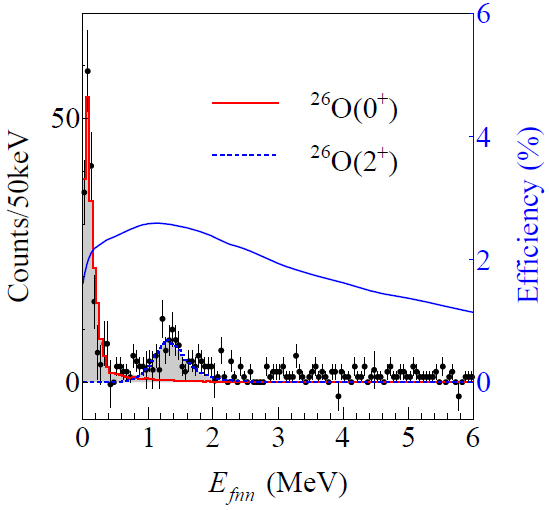 6
50
²⁶O(0⁺)
4
²⁶O(2⁺)
Counts/50keV
Efficiency (%)
2
0
0
0 1 2 3 4 5 6
E_fnn (MeV)